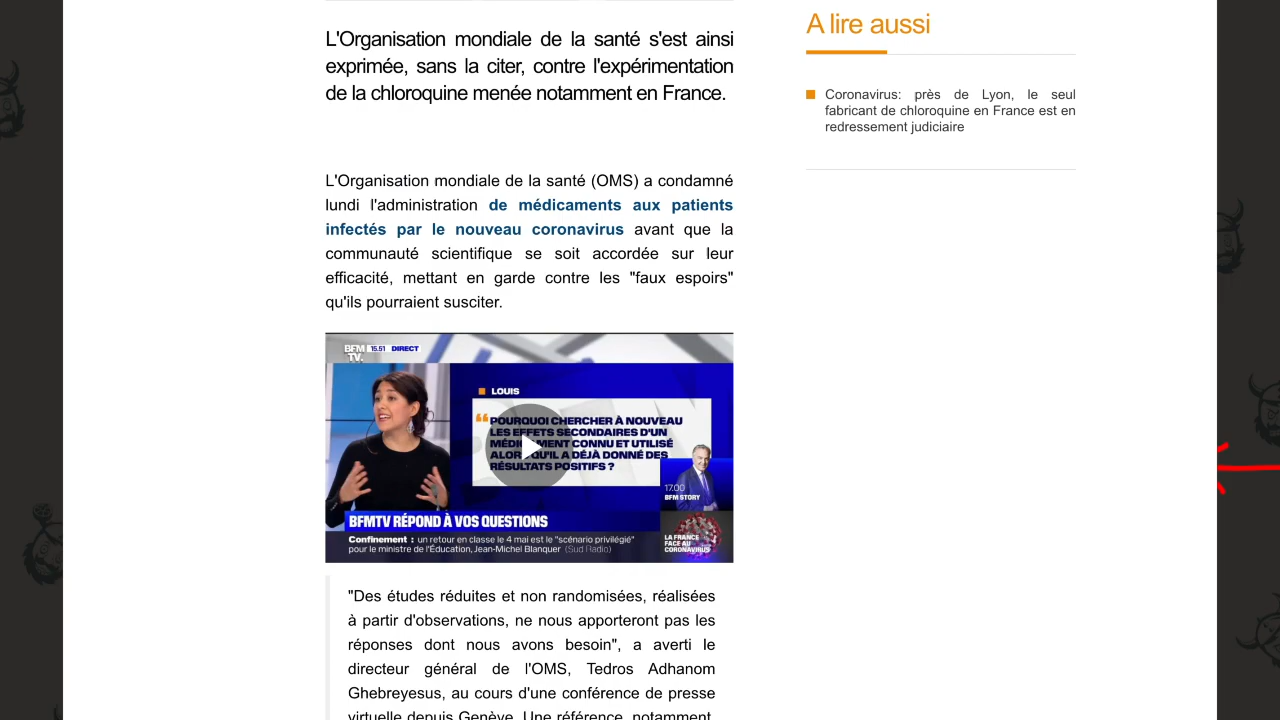 L'Organisation mondiale de la santé s'est ainsi
exprimée, sans la citer, contre l'expérimentation
de la chloroquine menée notamment en France.
L'Organisation mondiale de la santé (OMS) a condamné
lundi l'administration de médicaments aux patients
infectés par le nouveau coronavirus avant que la
communauté scientifique se soit accordée sur leur
efficacité, mettant en garde contre les "faux espoirs"
qu'ils pourraient susciter.
BFM 15.51 DIRECT
TV.
LOUIS
“POURQUOI CHERCHER À NOUVEAU
LES EFFETS SECONDAIRES D'UN
MÉDICAMENT CONNU ET UTILISÉ
ALORS QU'IL A DÉJÀ DONNÉ DES
RÉSULTATS POSITIFS ?
17.00
BFM STORY
BFMTV RÉPOND À VOS QUESTIONS
Confinement : un retour en classe le 4 mai est le "scénario privilégié"
pour le ministre de l'Éducation, Jean-Michel Blanquer (Sud Radio)
LA FRANCE
FACE AU
CORONAVIRUS
"Des études réduites et non randomisées, réalisées
à partir d'observations, ne nous apporteront pas les
réponses dont nous avons besoin", a averti le
directeur général de l'OMS, Tedros Adhanom
Ghebreyesus, au cours d'une conférence de presse
virtuelle depuis Genève. Une référence, notamment,
A lire aussi
Coronavirus: près de Lyon, le seul
fabricant de chloroquine en France est en
redressement judiciaire